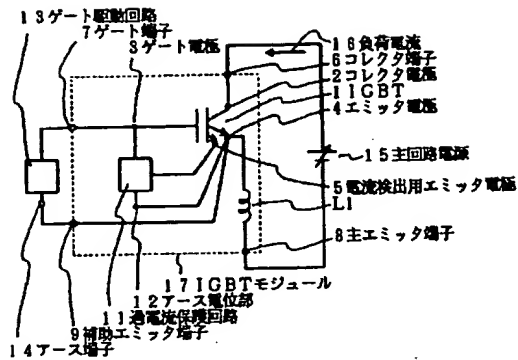 13ゲート駆動回路
7ゲート端子
3ゲート電極
16負荷電流
6コレクタ端子
2コレクタ電極
1IGBT
4エミッタ電極
15主回路電源
5電流検出用エミッタ電極
L1
8主エミッタ端子
17IGBTモジュール
12アース電位部
11過電流保護回路
9補助エミッタ端子
14アース端子